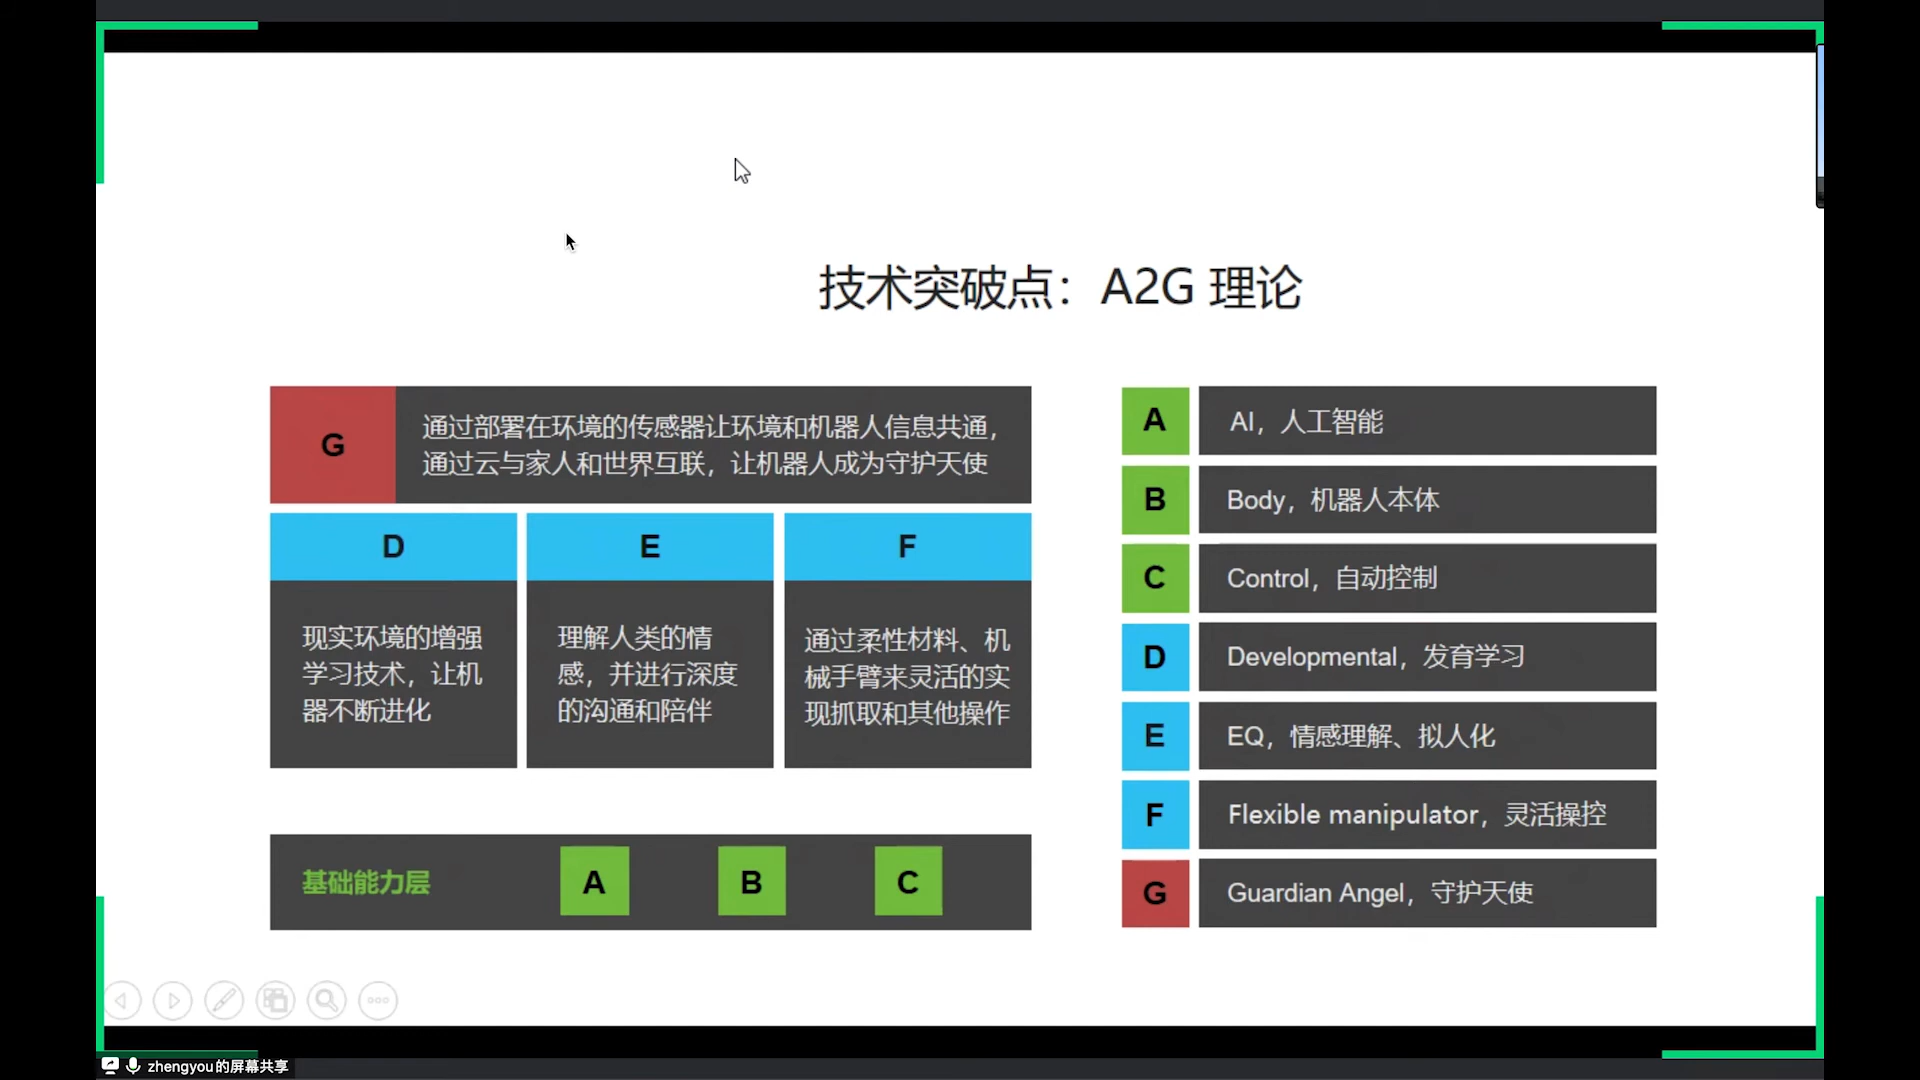 技术突破点：A2G 理论
G
通过部署在环境的传感器让环境和机器人信息共通，
通过云与家人和世界互联，让机器人成为守护天使
D
现实环境的增强
学习技术，让机
器不断进化
E
理解人类的情
感，并进行深度
的沟通和陪伴
F
通过柔性材料、机
械手臂来灵活的实
现抓取和其他操作
基础能力层 A B C
A AI，人工智能
B Body，机器人本体
C Control，自动控制
D Developmental，发育学习
E EQ，情感理解、拟人化
F Flexible manipulator，灵活操控
G Guardian Angel，守护天使
zhengyou的屏幕共享